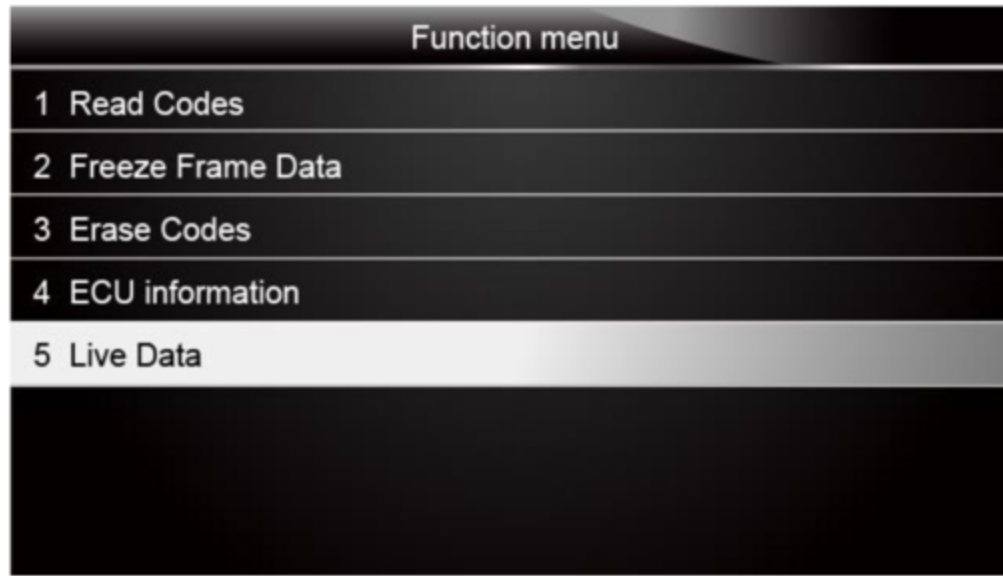 Function menu
1 Read Codes
2 Freeze Frame Data
3 Erase Codes
4 ECU information
5 Live Data